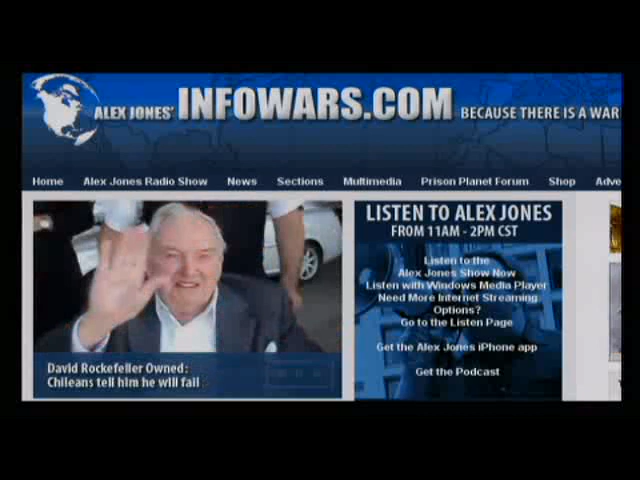 ALEX JONES' INFOWARS.COM BECAUSE THERE IS A WAR
Home Alex Jones Radio Show News Sections Multimedia Prison Planet Forum Shop Adve
LISTEN TO ALEX JONES
FROM 11AM - 2PM CST
Listen to the
Alex Jones Show Now
Listen with Windows Media Player
Need More Internet Streaming
Options?
Go to the Listen Page
Get the Alex Jones iPhone app
Get the Podcast
David Rockefeller Owned:
Chileans tell him he will fail